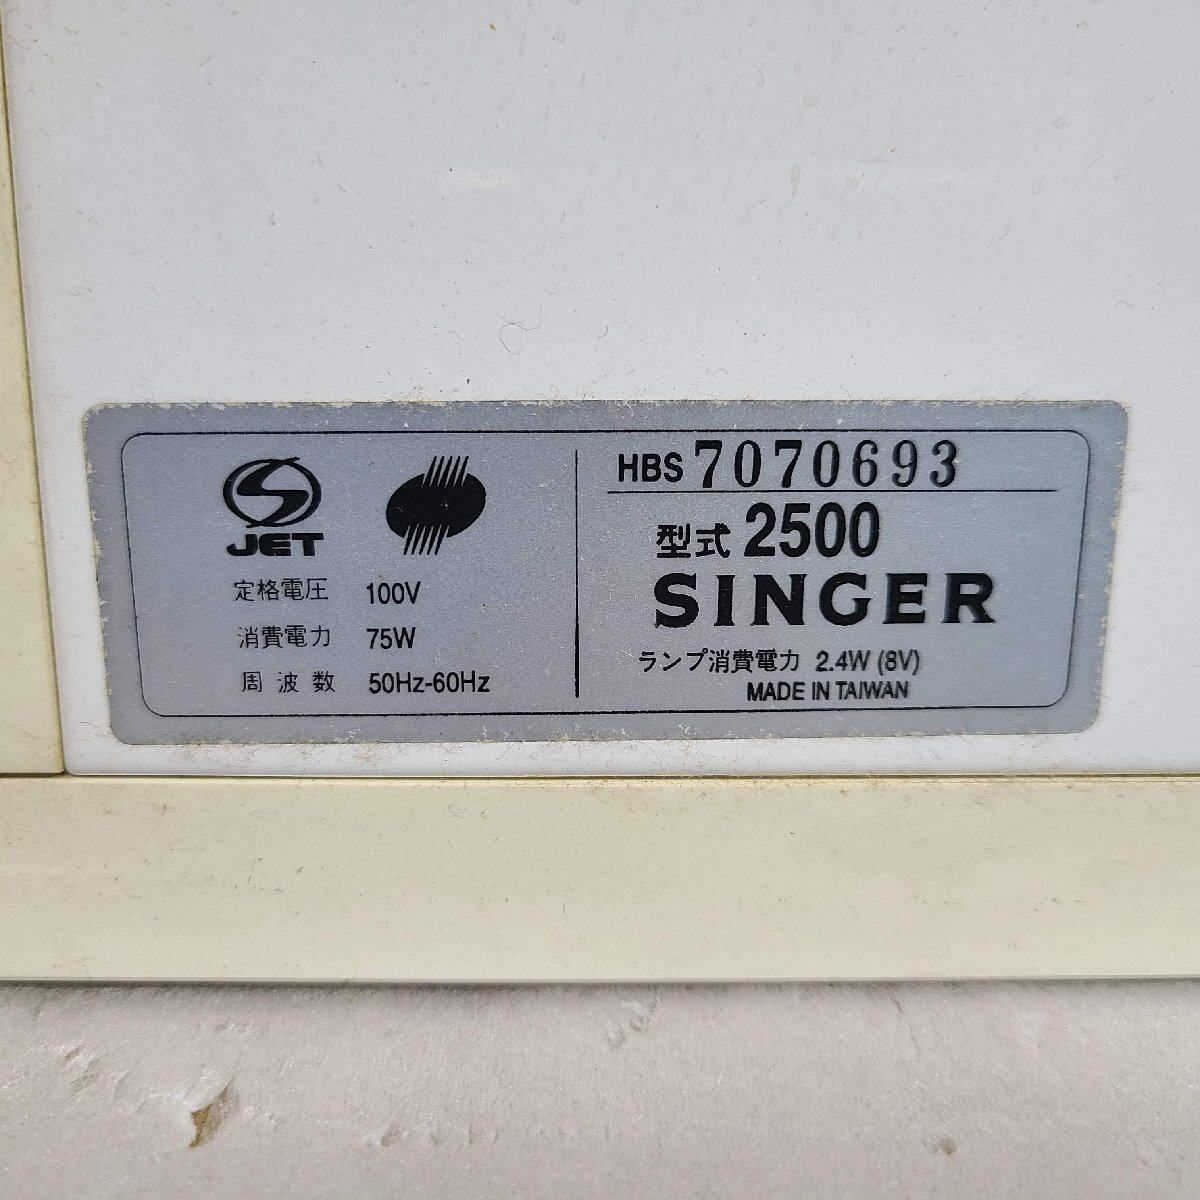 JET
定格電圧 100V
消費電力 75W
周波数 50Hz-60Hz
HBS 7070693
型式 2500
SINGER
ランプ消費電力 2.4W (8V)
MADE IN TAIWAN